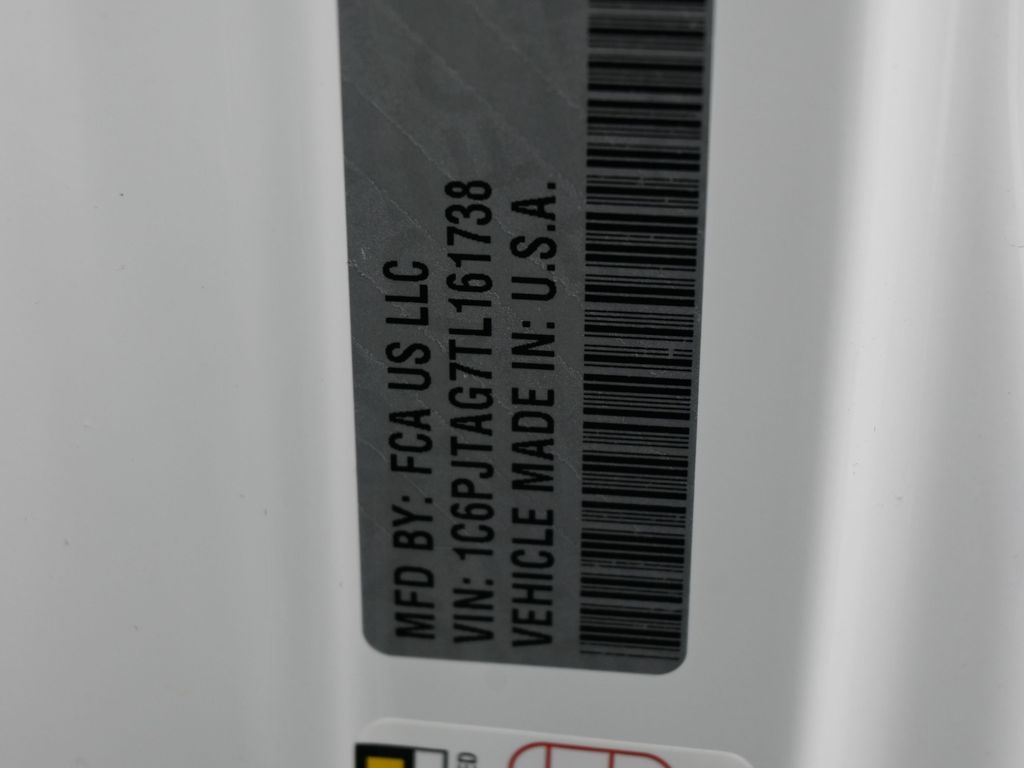 MFD BY: FCA US LLC
VIN: 1C6PJTAG7TL161738
VEHICLE MADE IN: U.S.A.